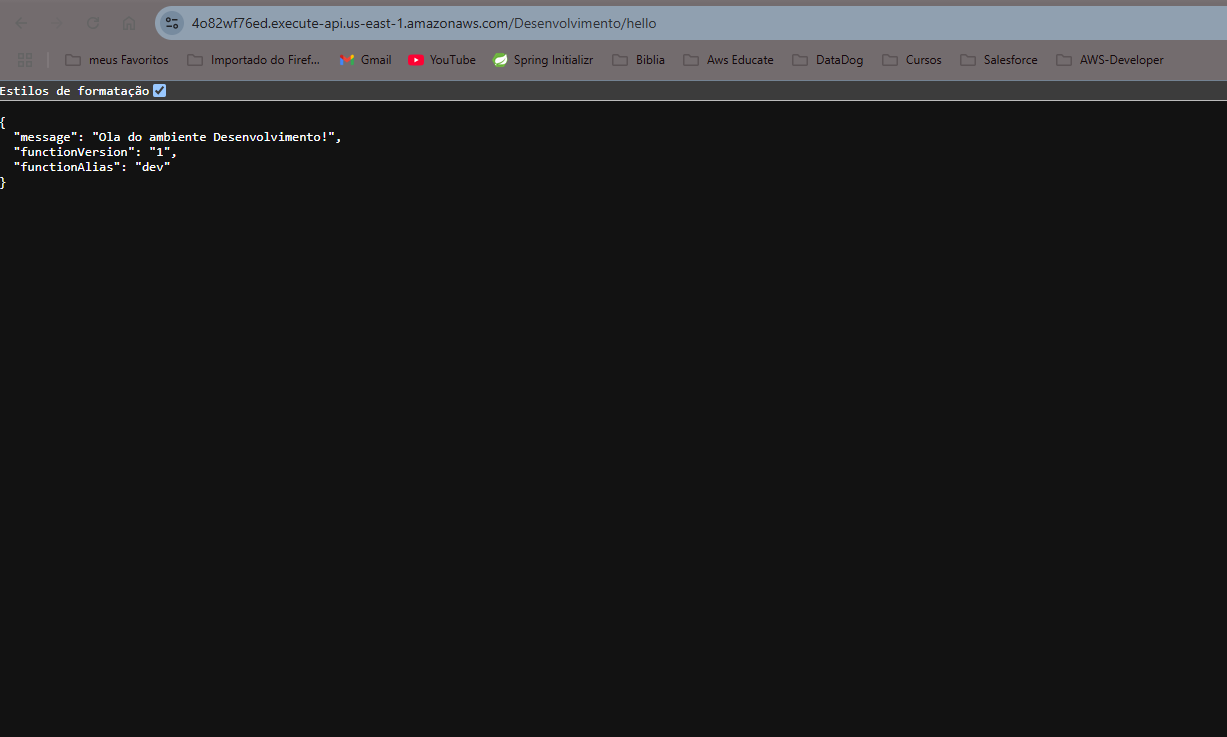 4o82wf76ed.execute-api.us-east-1.amazonaws.com/Desenvolvimento/hello
meus Favoritos Importado do Firef... Gmail YouTube Spring Initializr Biblia Aws Educate DataDog Cursos Salesforce AWS-Developer
Estilos de formatação
{
  "message": "Ola do ambiente Desenvolvimento!",
  "functionVersion": "1",
  "functionAlias": "dev"
}